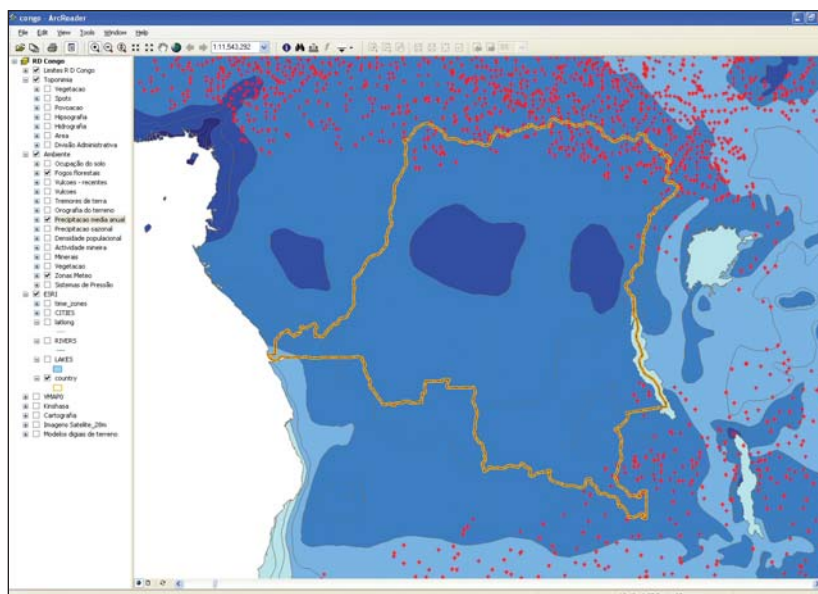 congo - ArcReader
File Edit View Tools Window Help
1:11,543,292
RD Congo
Limites R D Congo
Toponimia
Vegetacao
Spots
Povoacao
Hipsografia
Hidrografia
Area
Divisão Administrativa
Ambiente
Ocupação do solo
Fogos florestais
Vulcoes - recentes
Vulcoes
Tremores de terra
Orografia do terreno
Precipitacao media anual
Precipitacao sazonal
Densidade populacional
Actividade mineira
Minerais
Vegetacao
Zonas Meteo
Sistemas de Pressão
ESRI
time_zones
CITIES
latlong
RIVERS
LAKES
country
VMAP0
Kinshasa
Cartografia
Imagens Satelite_28m
Modelos digiais de terreno